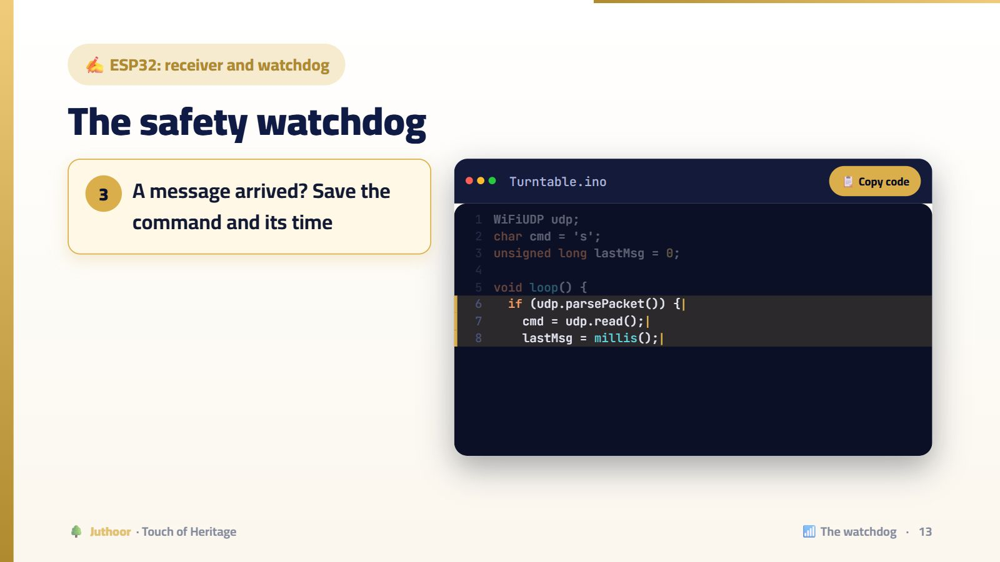 ✍️ ESP32: receiver and watchdog
The safety watchdog
3
A message arrived? Save the
command and its time
Turntable.ino
📋 Copy code
1 WiFiUDP udp;
2 char cmd = 's';
3 unsigned long lastMsg = 0;
4
5 void loop() {
6   if (udp.parsePacket()) {|
7     cmd = udp.read();|
8     lastMsg = millis();|
🌳 Juthoor · Touch of Heritage
📶 The watchdog · 13